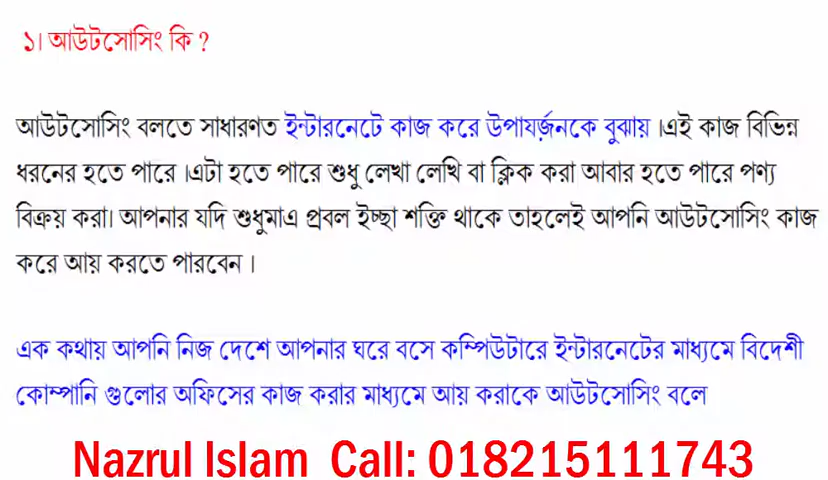 ১। আউটসোসিং কি ?
আউটসোসিং বলতে সাধারণত ইন্টারনেটে কাজ করে উপাযর্জ়নকে বুঝায় ।এই কাজ বিভিন্ন
ধরনের হতে পারে ।এটা হতে পারে শুধু লেখা লেখি বা ক্লিক করা আবার হতে পারে পণ্য
বিক্রয় করা। আপনার যদি শুধুমাএ প্রবল ইচ্ছা শক্তি থাকে তাহলেই আপনি আউটসোসিং কাজ
করে আয় করতে পারবেন ।
এক কথায় আপনি নিজ দেশে আপনার ঘরে বসে কম্পিউটারে ইন্টারনেটের মাধ্যমে বিদেশী
কোম্পানি গুলোর অফিসের কাজ করার মাধ্যমে আয় করাকে আউটসোসিং বলে
Nazrul Islam Call: 018215111743